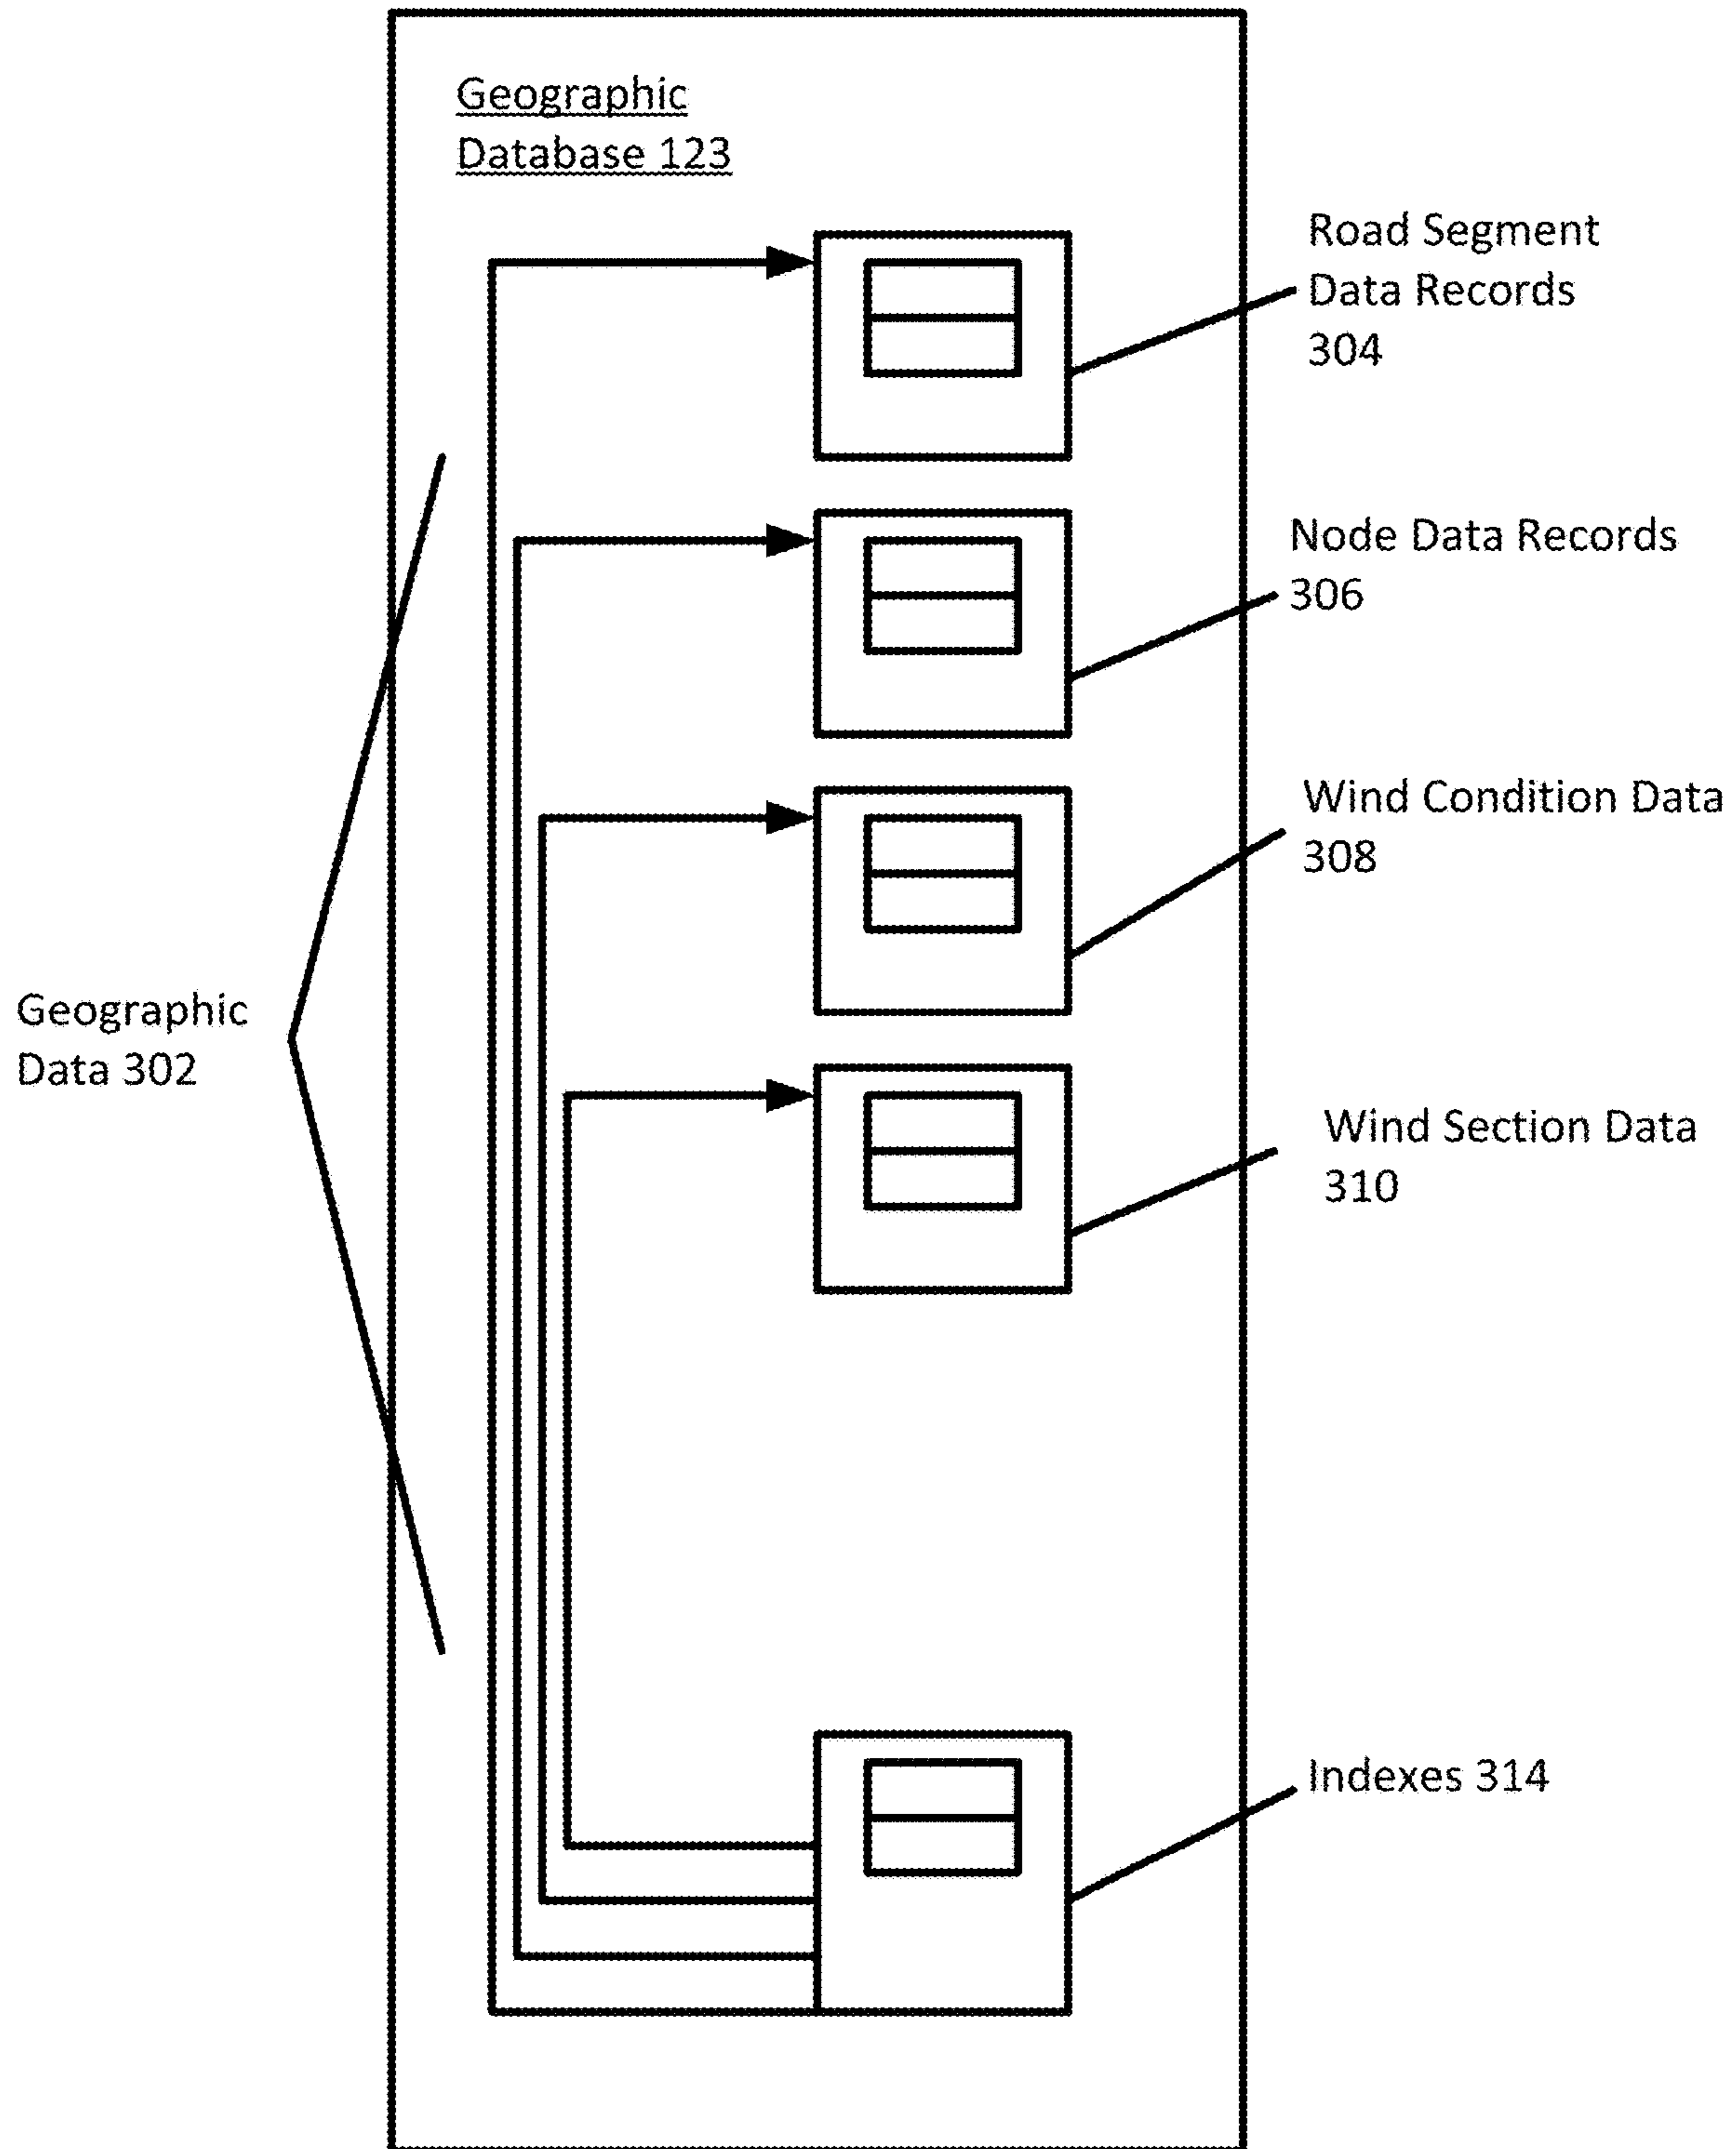 Geographic
Database 123
Road Segment
Data Records
304
Node Data Records
306
Wind Condition Data
308
Geographic
Data 302
Wind Section Data
310
Indexes 314